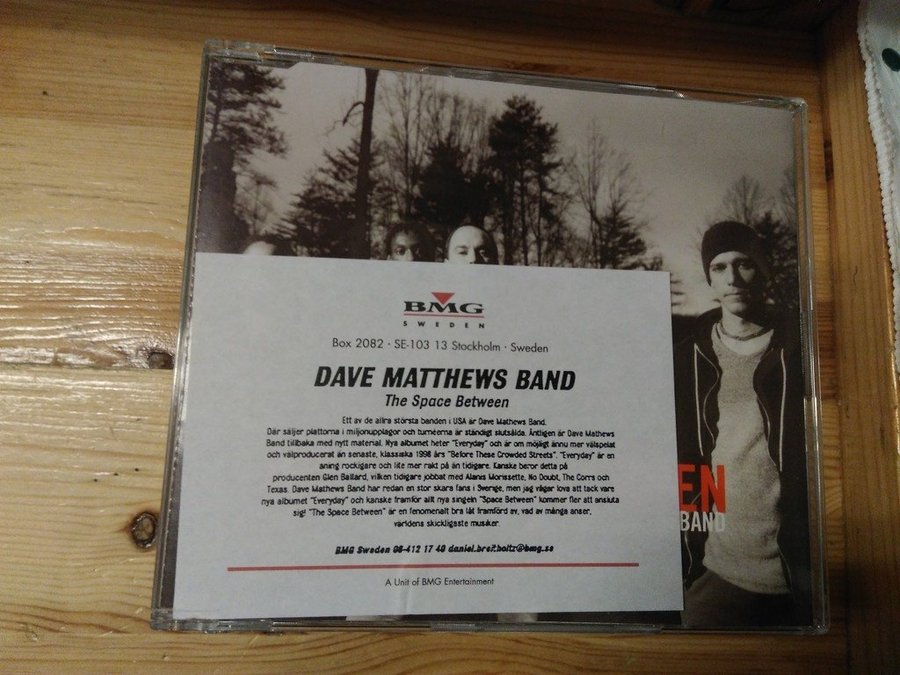 BMG
SWEDEN
Box 2082 · SE-103 13 Stockholm · Sweden
DAVE MATTHEWS BAND
The Space Between
Ett av de allra största banden i USA är Dave Mathews Band.
Där säljer plattorna i miljonupplagor och turnéerna är ständigt slutsålda. Äntligen är Dave Mathews
Band tillbaka med nytt material. Nya albumet heter "Everyday" och är om möjligt ännu mer välspelat
och välproducerat än senaste, klassiska 1998 års "Before These Crowded Streets". "Everyday" är en
aning rockigare och lite mer rakt på än tidigare. Kanske beror detta på
producenten Glen Ballard, vilken tidigare jobbat med Alanis Morissette, No Doubt, The Corrs och
Texas. Dave Mathews Band har redan en stor skara fans i Sverige, men jag vågar lova att tack vare
nya albumet "Everyday" och kanske framför allt nya singeln "Space Between" kommer fler att ansluta
sig! "The Space Between" är en fenomenalt bra låt framförd av, vad av många anser,
världens skickligaste musiker.
BMG Sweden 08-412 17 40 daniel.breitholtz@bmg.se
A Unit of BMG Entertainment
EN
BAND